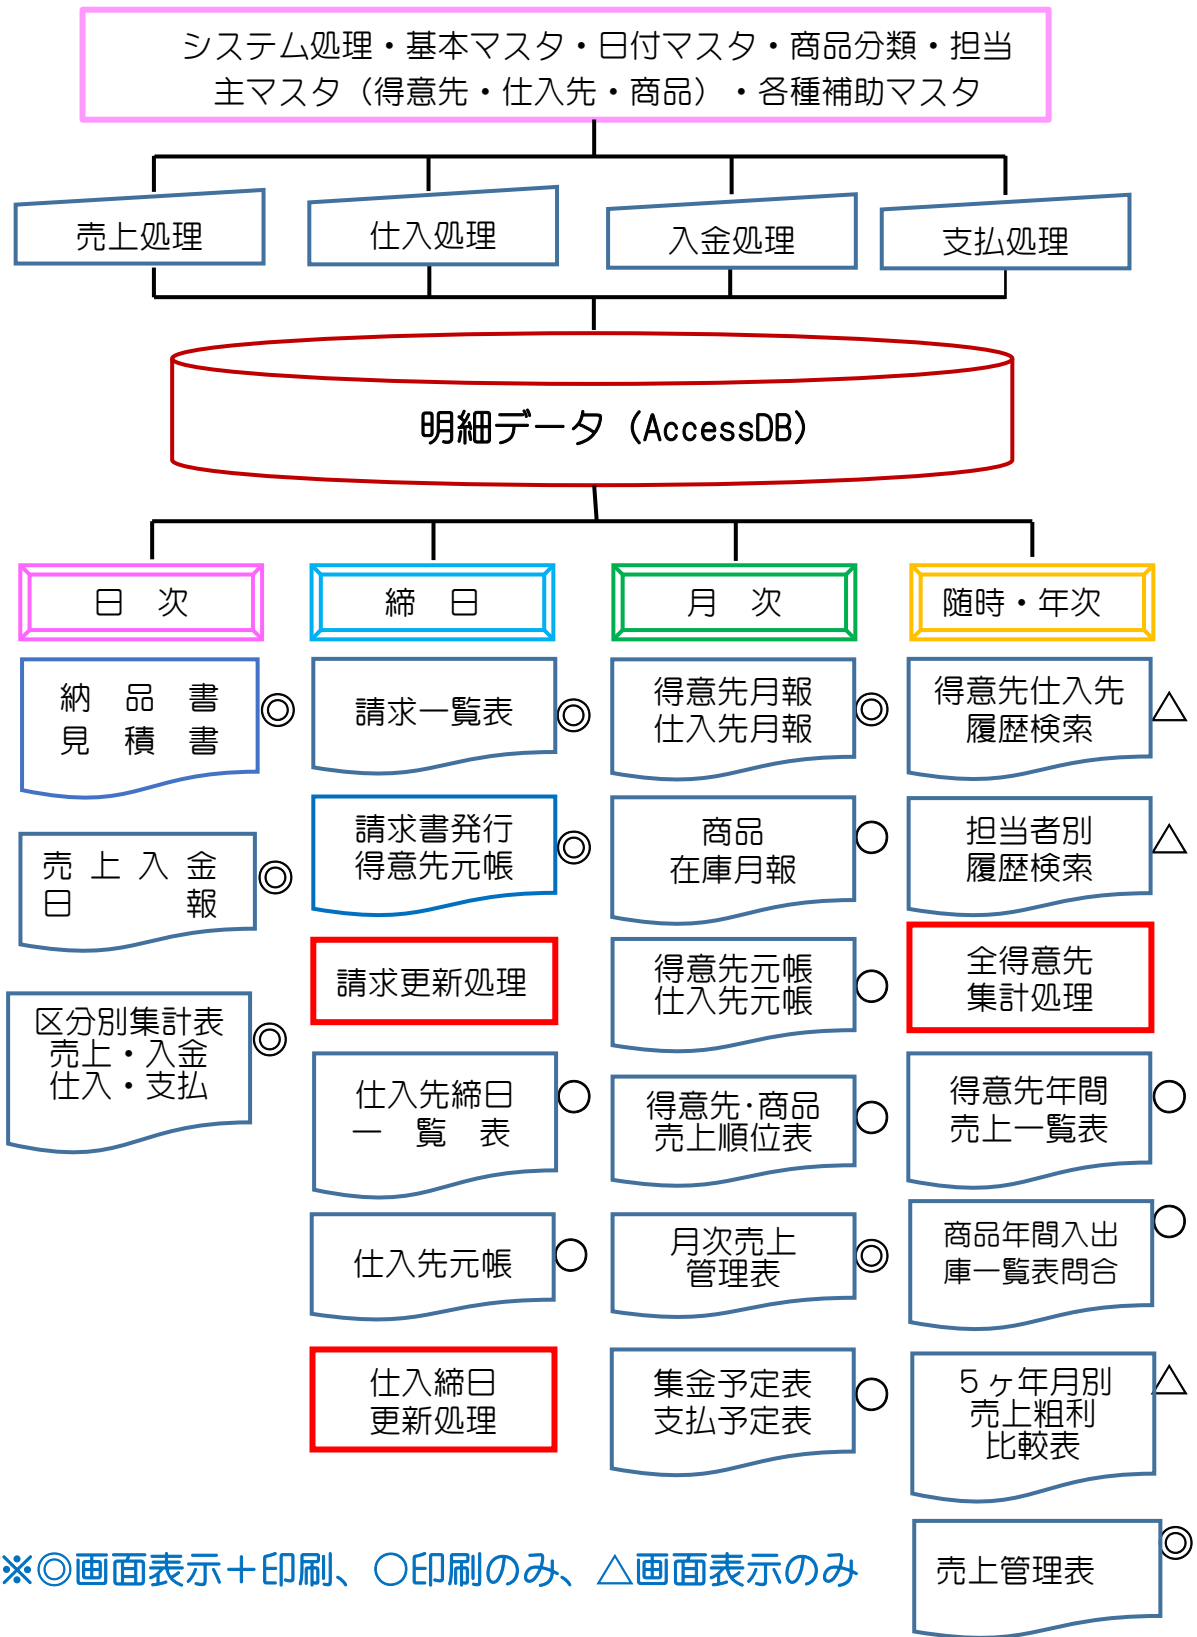 システム処理・基本マスタ・日付マスタ・商品分類・担当
主マスタ（得意先・仕入先・商品）・各種補助マスタ
売上処理
仕入処理
入金処理
支払処理
明細データ（AccessDB）
日　次
締　日
月　次
随時・年次
納　品　書
見　積　書
◎
売 上 入 金
日　　　報
◎
区分別集計表
売上・入金
仕入・支払
◎
請求一覧表
◎
請求書発行
得意先元帳
◎
請求更新処理
仕入先締日
一　覧　表
○
仕入先元帳
○
仕入締日
更新処理
得意先月報
仕入先月報
◎
商品
在庫月報
○
得意先元帳
仕入先元帳
○
得意先・商品
売上順位表
○
月次売上
管理表
◎
集金予定表
支払予定表
○
得意先仕入先
履歴検索
△
担当者別
履歴検索
△
全得意先
集計処理
得意先年間
売上一覧表
○
商品年間入出
庫一覧表問合
○
５ヶ年月別
売上粗利
比較表
△
売上管理表
◎
※◎画面表示＋印刷、○印刷のみ、△画面表示のみ